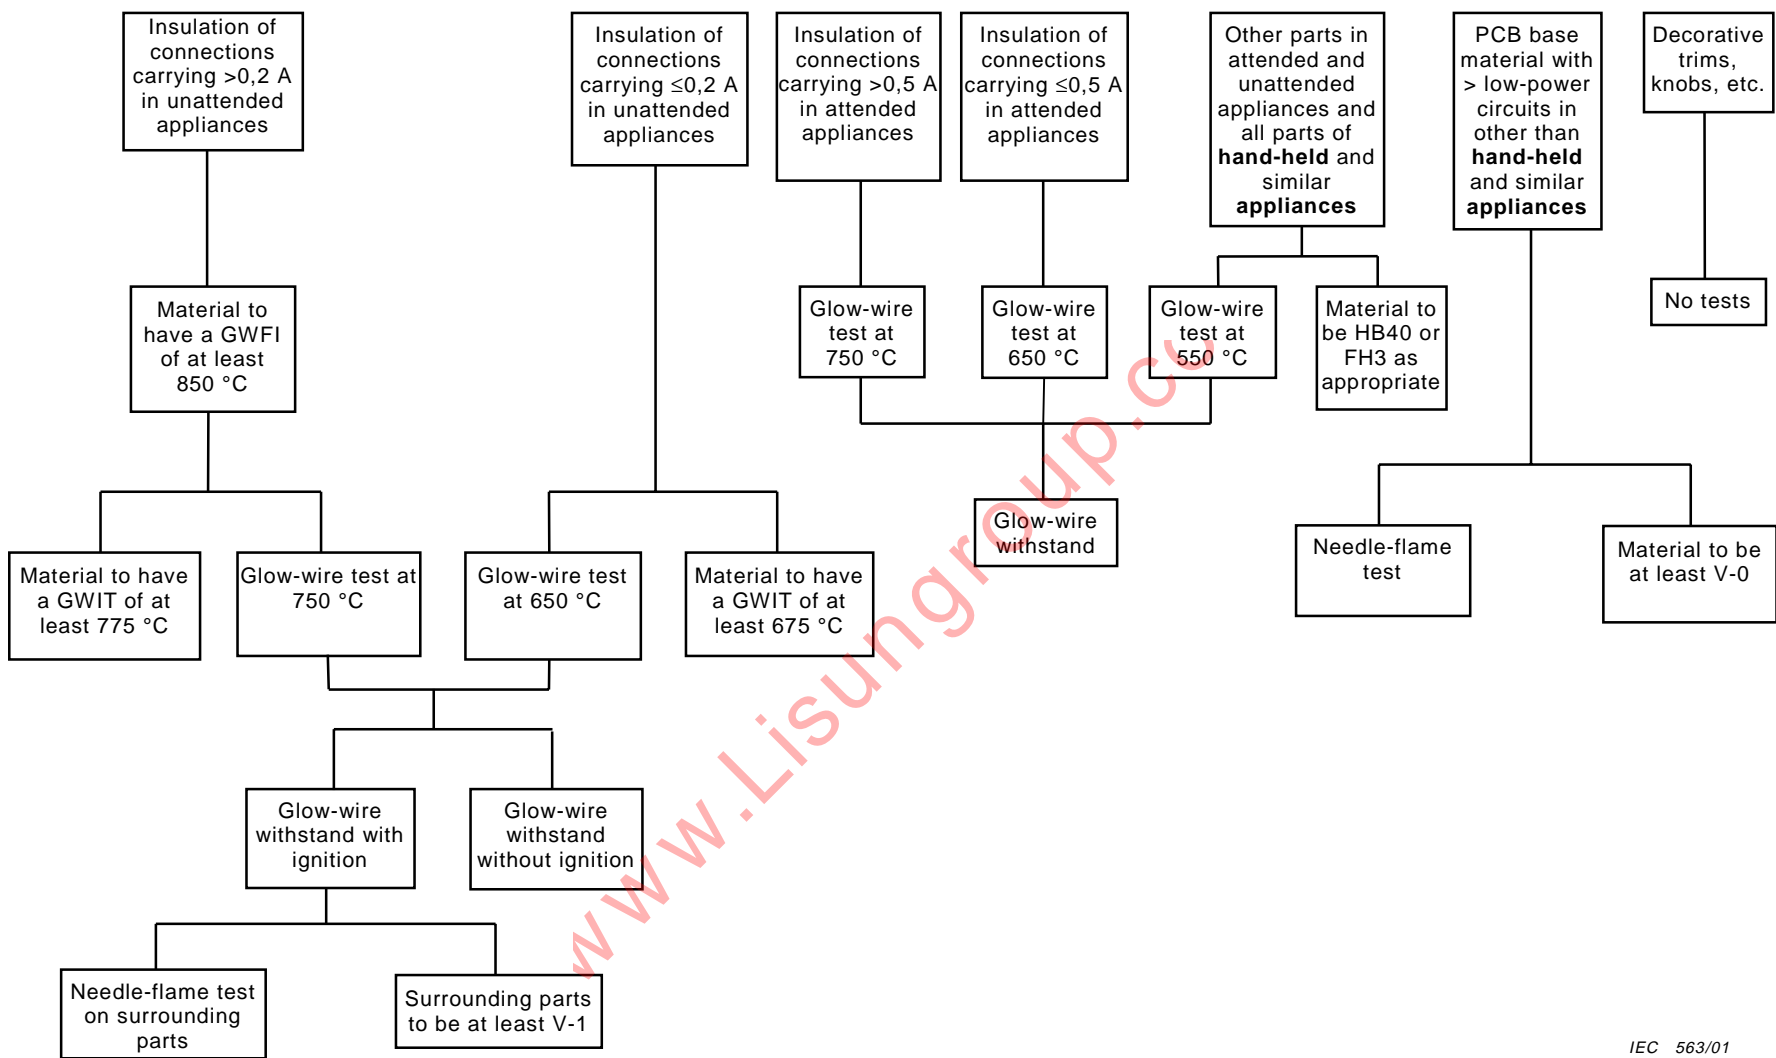 Insulation of
connections
carrying >0,2 A
in unattended
appliances
Insulation of
connections
carrying ≤0,2 A
in unattended
appliances
Insulation of
connections
carrying >0,5 A
in attended
appliances
Insulation of
connections
carrying ≤0,5 A
in attended
appliances
Other parts in
attended and
unattended
appliances and
all parts of
hand-held and
similar
appliances
PCB base
material with
> low-power
circuits in
other than
hand-held
and similar
appliances
Decorative
trims,
knobs, etc.
Material to
have a GWFI
of at least
850 °C
Glow-wire
test at
750 °C
Glow-wire
test at
650 °C
Glow-wire
test at
550 °C
Material to
be HB40 or
FH3 as
appropriate
No tests
Glow-wire
withstand
Material to have
a GWIT of at
least 775 °C
Glow-wire test at
750 °C
Glow-wire test
at 650 °C
Material to have
a GWIT of at
least 675 °C
Needle-flame
test
Material to be
at least V-0
Glow-wire
withstand with
ignition
Glow-wire
withstand
without ignition
Needle-flame test
on surrounding
parts
Surrounding parts
to be at least V-1
www.Lisungroup.cc
IEC 563/01